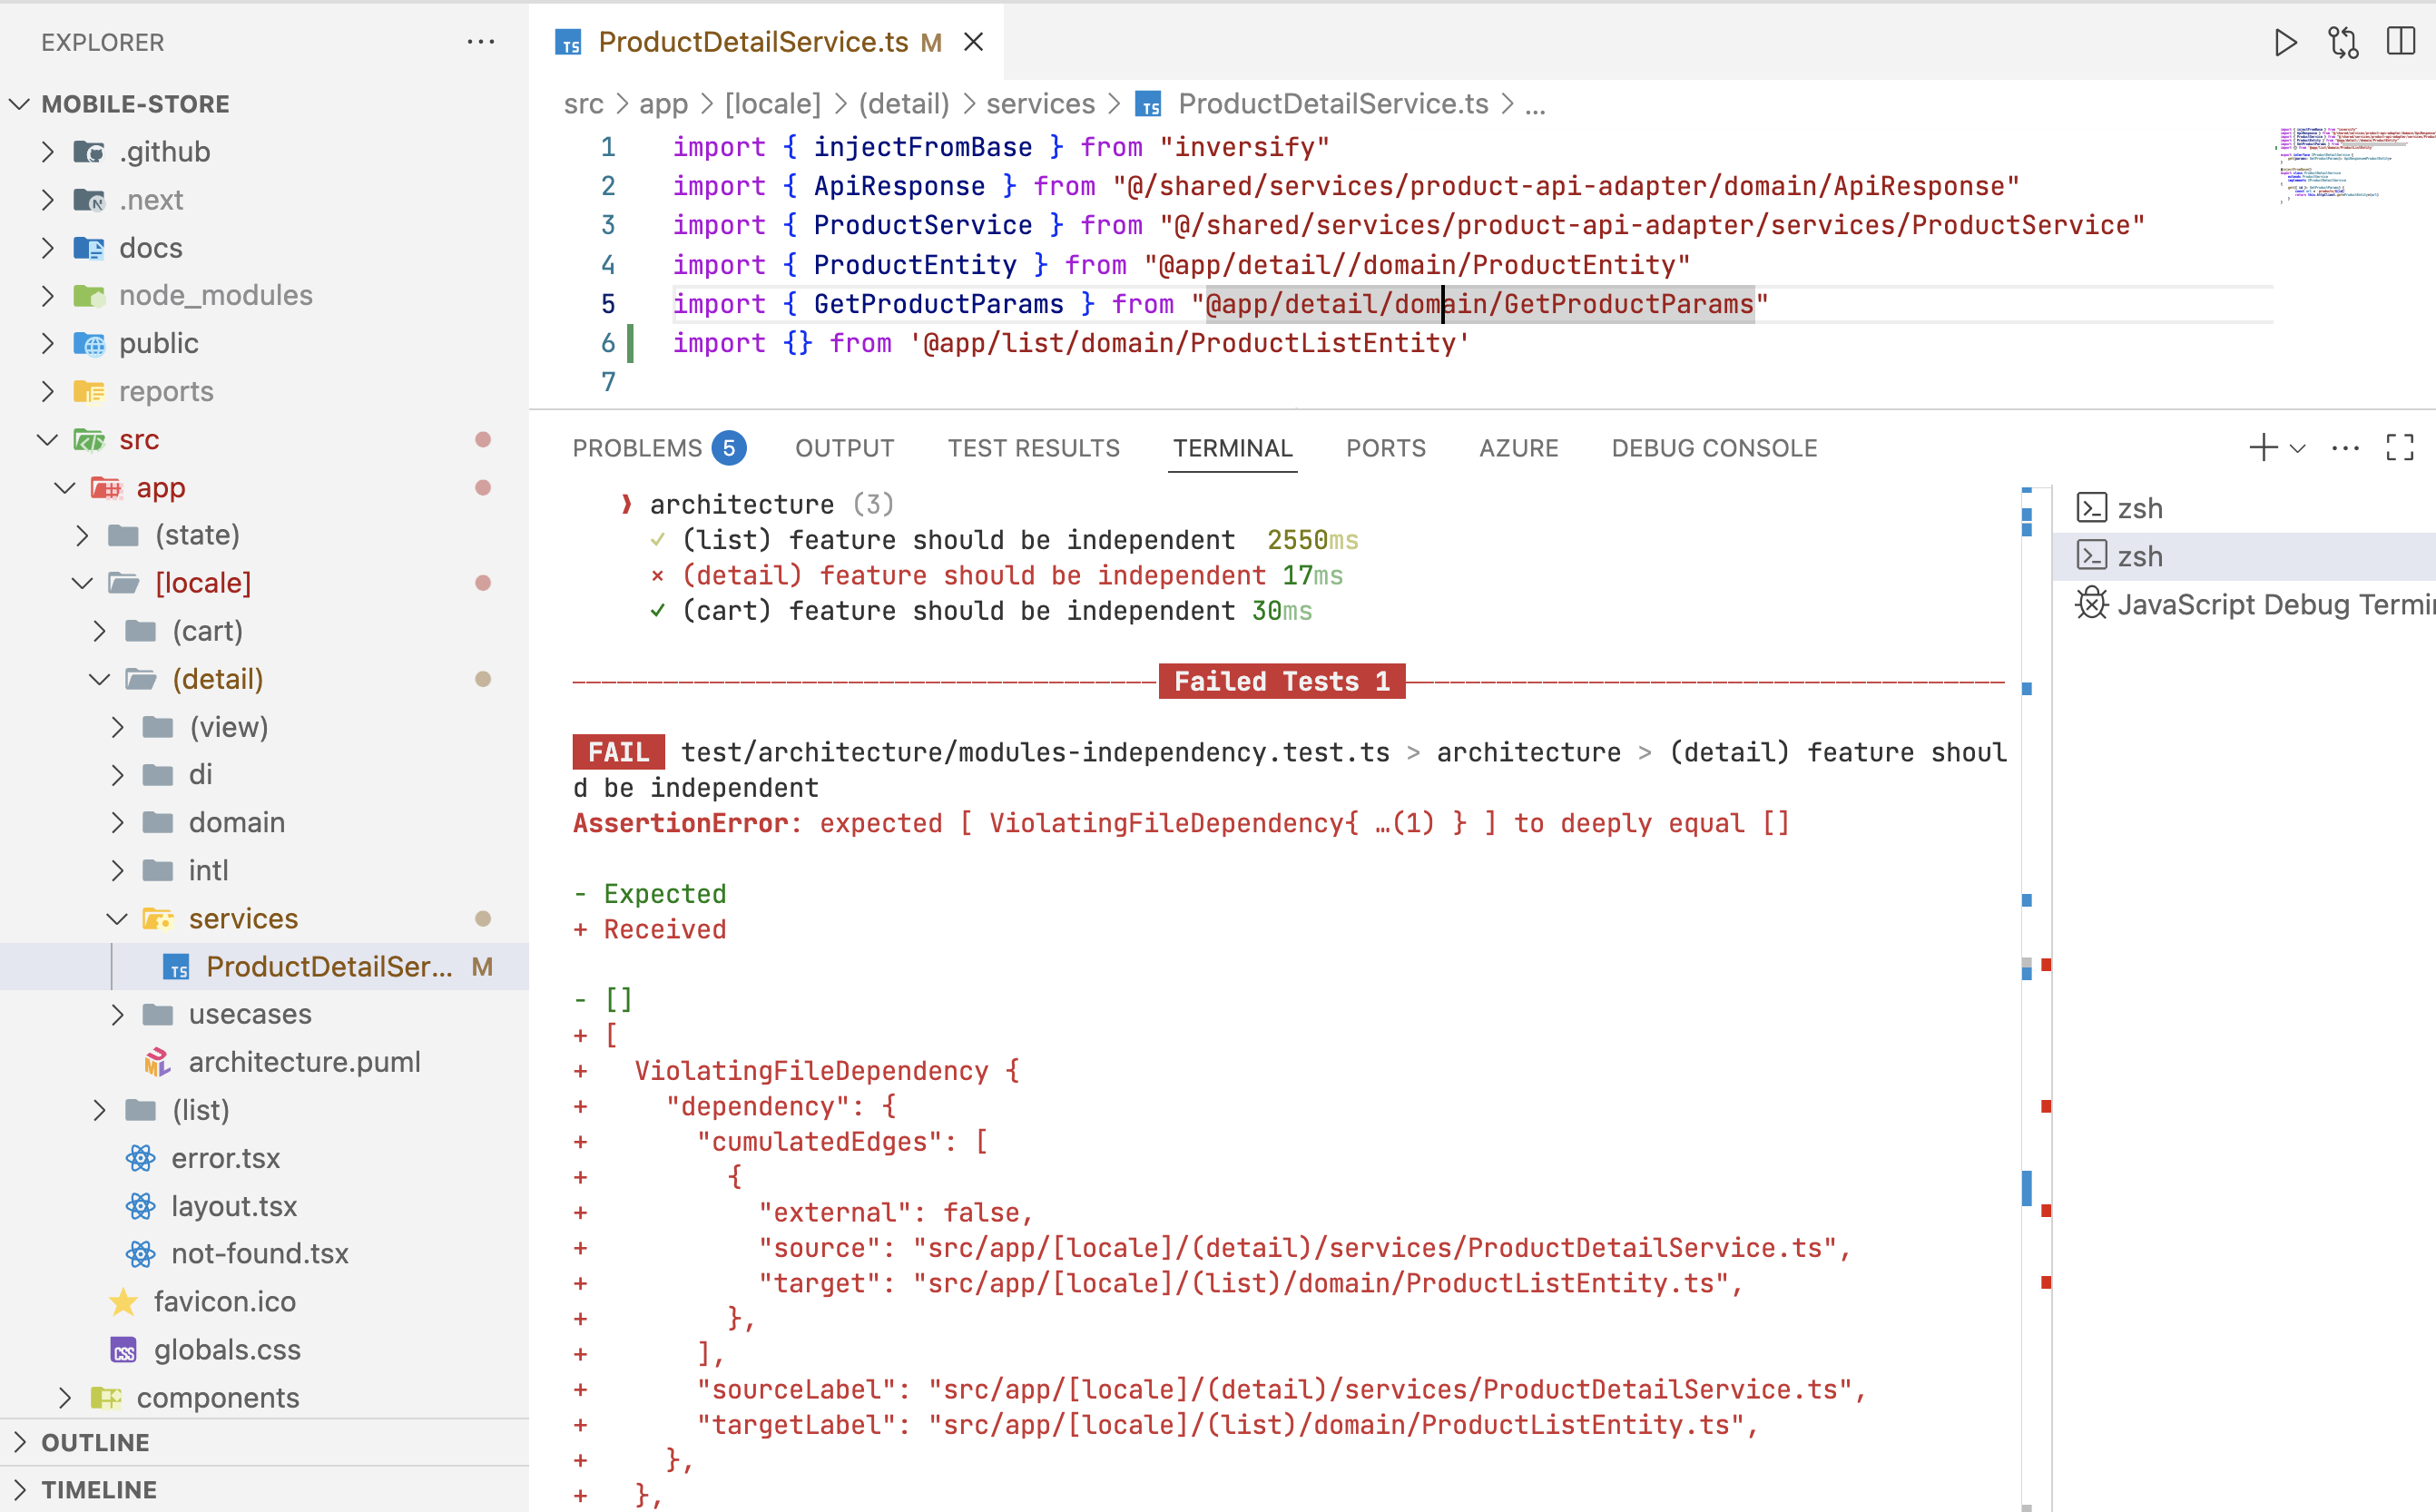 EXPLORER
MOBILE-STORE
.github
.next
docs
node_modules
public
reports
src
app
(state)
[locale]
(cart)
(detail)
(view)
di
domain
intl
services
ProductDetailSer... M
usecases
architecture.puml
(list)
error.tsx
layout.tsx
not-found.tsx
favicon.ico
globals.css
components
OUTLINE
TIMELINE
ProductDetailService.ts M
src > app > [locale] > (detail) > services > ProductDetailService.ts > ...
1 import { injectFromBase } from "inversify"
2 import { ApiResponse } from "@/shared/services/product-api-adapter/domain/ApiResponse"
3 import { ProductService } from "@/shared/services/product-api-adapter/services/ProductService"
4 import { ProductEntity } from "@app/detail//domain/ProductEntity"
5 import { GetProductParams } from "@app/detail/domain/GetProductParams"
6 import {} from '@app/list/domain/ProductListEntity'
7
PROBLEMS 5 OUTPUT TEST RESULTS TERMINAL PORTS AZURE DEBUG CONSOLE
❯ architecture (3)
✓ (list) feature should be independent 2550ms
× (detail) feature should be independent 17ms
✓ (cart) feature should be independent 30ms
Failed Tests 1
FAIL test/architecture/modules-independency.test.ts > architecture > (detail) feature shoul
d be independent
AssertionError: expected [ ViolatingFileDependency{ …(1) } ] to deeply equal []
- Expected
+ Received
- []
+ [
+ ViolatingFileDependency {
+ "dependency": {
+ "cumulatedEdges": [
+ {
+ "external": false,
+ "source": "src/app/[locale]/(detail)/services/ProductDetailService.ts",
+ "target": "src/app/[locale]/(list)/domain/ProductListEntity.ts",
+ },
+ ],
+ "sourceLabel": "src/app/[locale]/(detail)/services/ProductDetailService.ts",
+ "targetLabel": "src/app/[locale]/(list)/domain/ProductListEntity.ts",
+ },
+ },
zsh
zsh
JavaScript Debug Termi